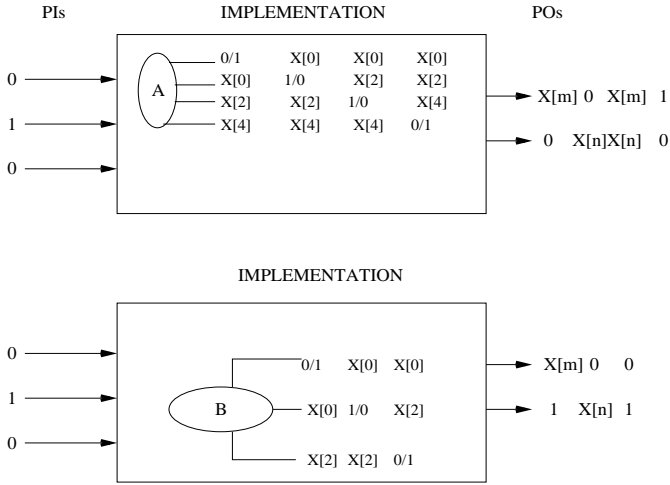 PIs IMPLEMENTATION POs
0/1 X[0] X[0] X[0]
0 X[0] 1/0 X[2] X[2]
A
X[2] X[2] 1/0 X[4] X[m] 0 X[m] 1
1 X[4] X[4] X[4] 0/1
0 X[n]X[n] 0
0
IMPLEMENTATION
0 0/1 X[0] X[0] X[m] 0 0
1 B X[0] 1/0 X[2] 1 X[n] 1
0 X[2] X[2] 0/1